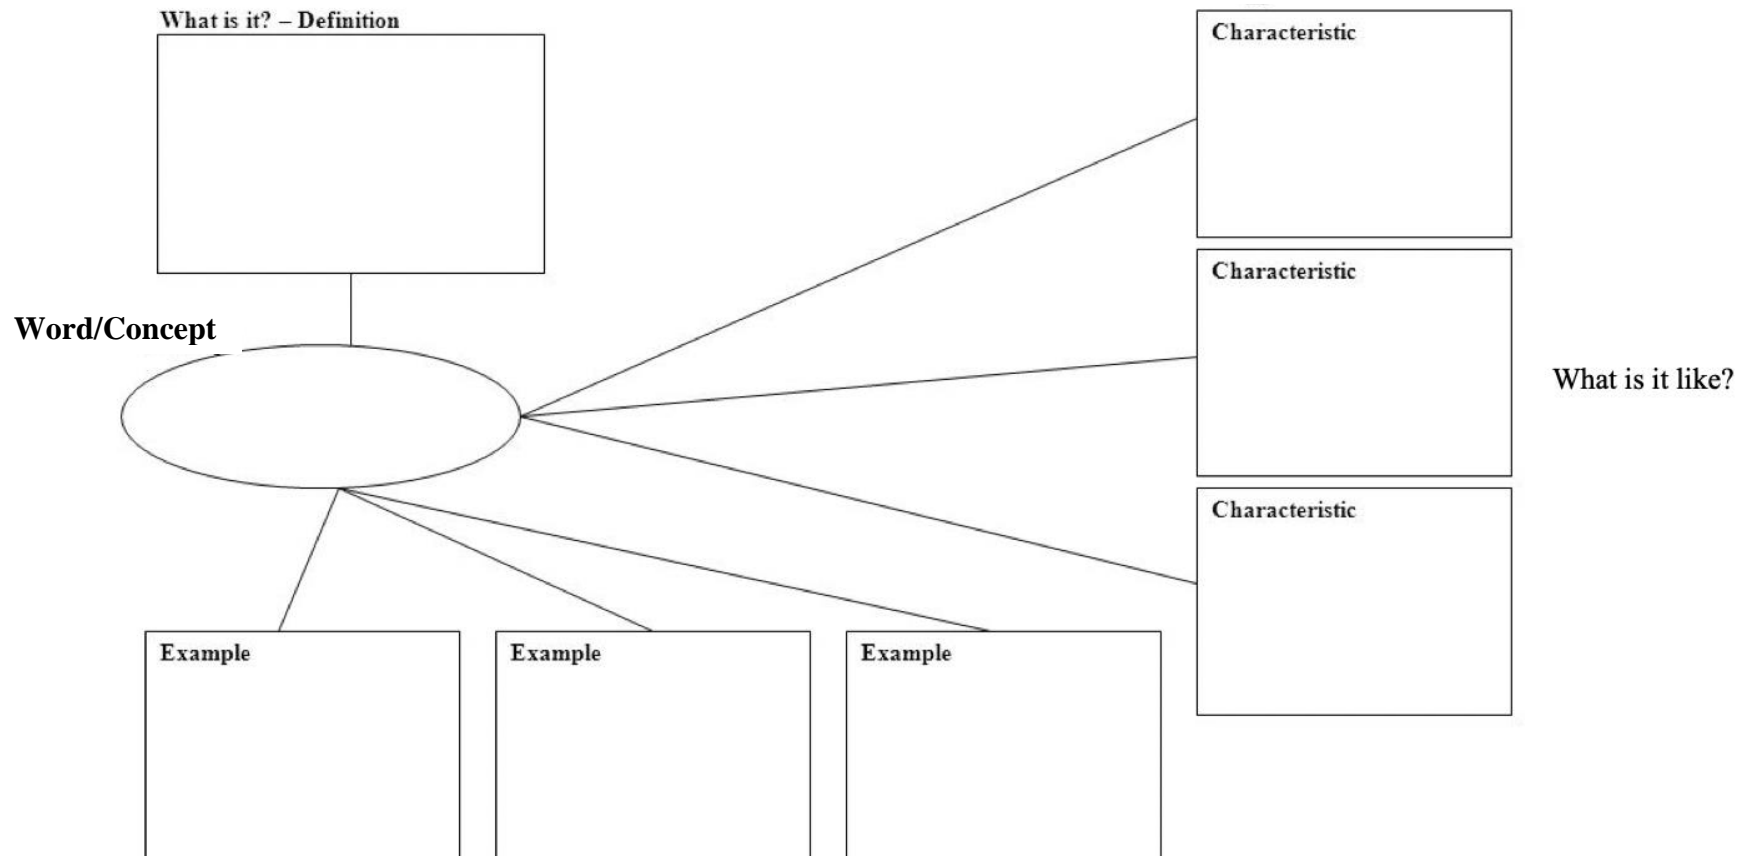 What is it? – Definition
Characteristic
Word/Concept
Characteristic
What is it like?
Characteristic
Example
Example
Example